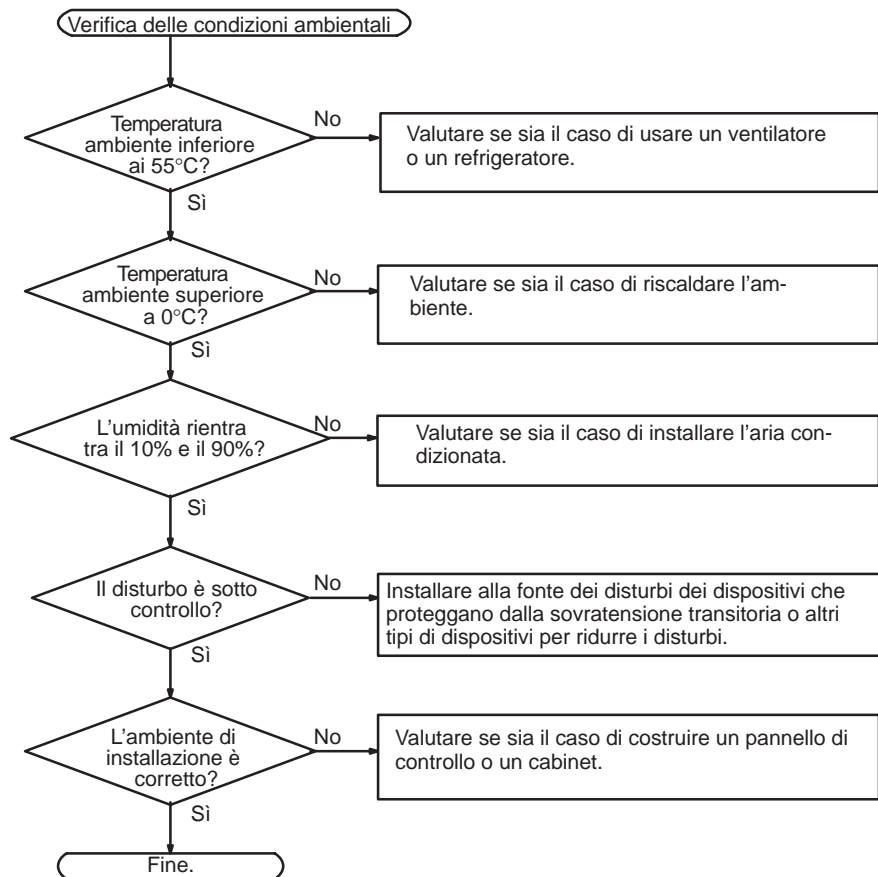 Verifica delle condizioni ambientali
Temperatura
ambiente inferiore
ai 55°C?
No
Valutare se sia il caso di usare un ventilatore
o un refrigeratore.
Sì
Temperatura
ambiente superiore
a 0°C?
No
Valutare se sia il caso di riscaldare l'am-
biente.
Sì
L'umidità rientra
tra il 10% e il 90%?
No
Valutare se sia il caso di installare l'aria con-
dizionata.
Sì
Il disturbo è sotto
controllo?
No
Installare alla fonte dei disturbi dei dispositivi che
proteggano dalla sovratensione transitoria o altri
tipi di dispositivi per ridurre i disturbi.
Sì
L'ambiente di
installazione è
corretto?
No
Valutare se sia il caso di costruire un pannello di
controllo o un cabinet.
Sì
Fine.